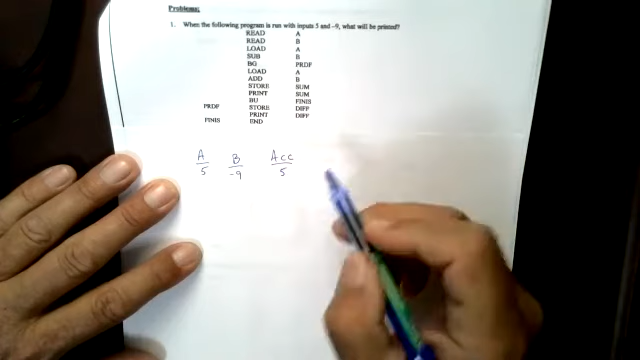 Problems:
1. When the following program is run with inputs 5 and -9, what will be printed?
READ A
READ B
LOAD A
SUB B
BG PRDF
LOAD A
ADD B
STORE SUM
PRINT SUM
BU FINIS
PRDF STORE DIFF
PRINT DIFF
FINIS END
A B Acc
5 -9 5